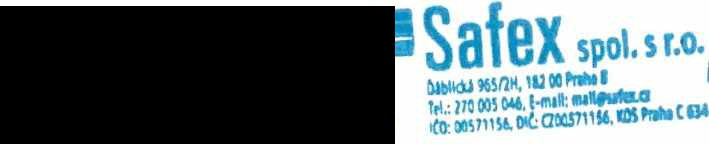 Safex spol. s r.o.
Ďáblická 965/2H, 182 00 Praha 8
Tel.: 270 005 046, E-mail: mail@safex.cz
IČO: 00571156, DIČ: CZ00571156, KOS Praha C 634